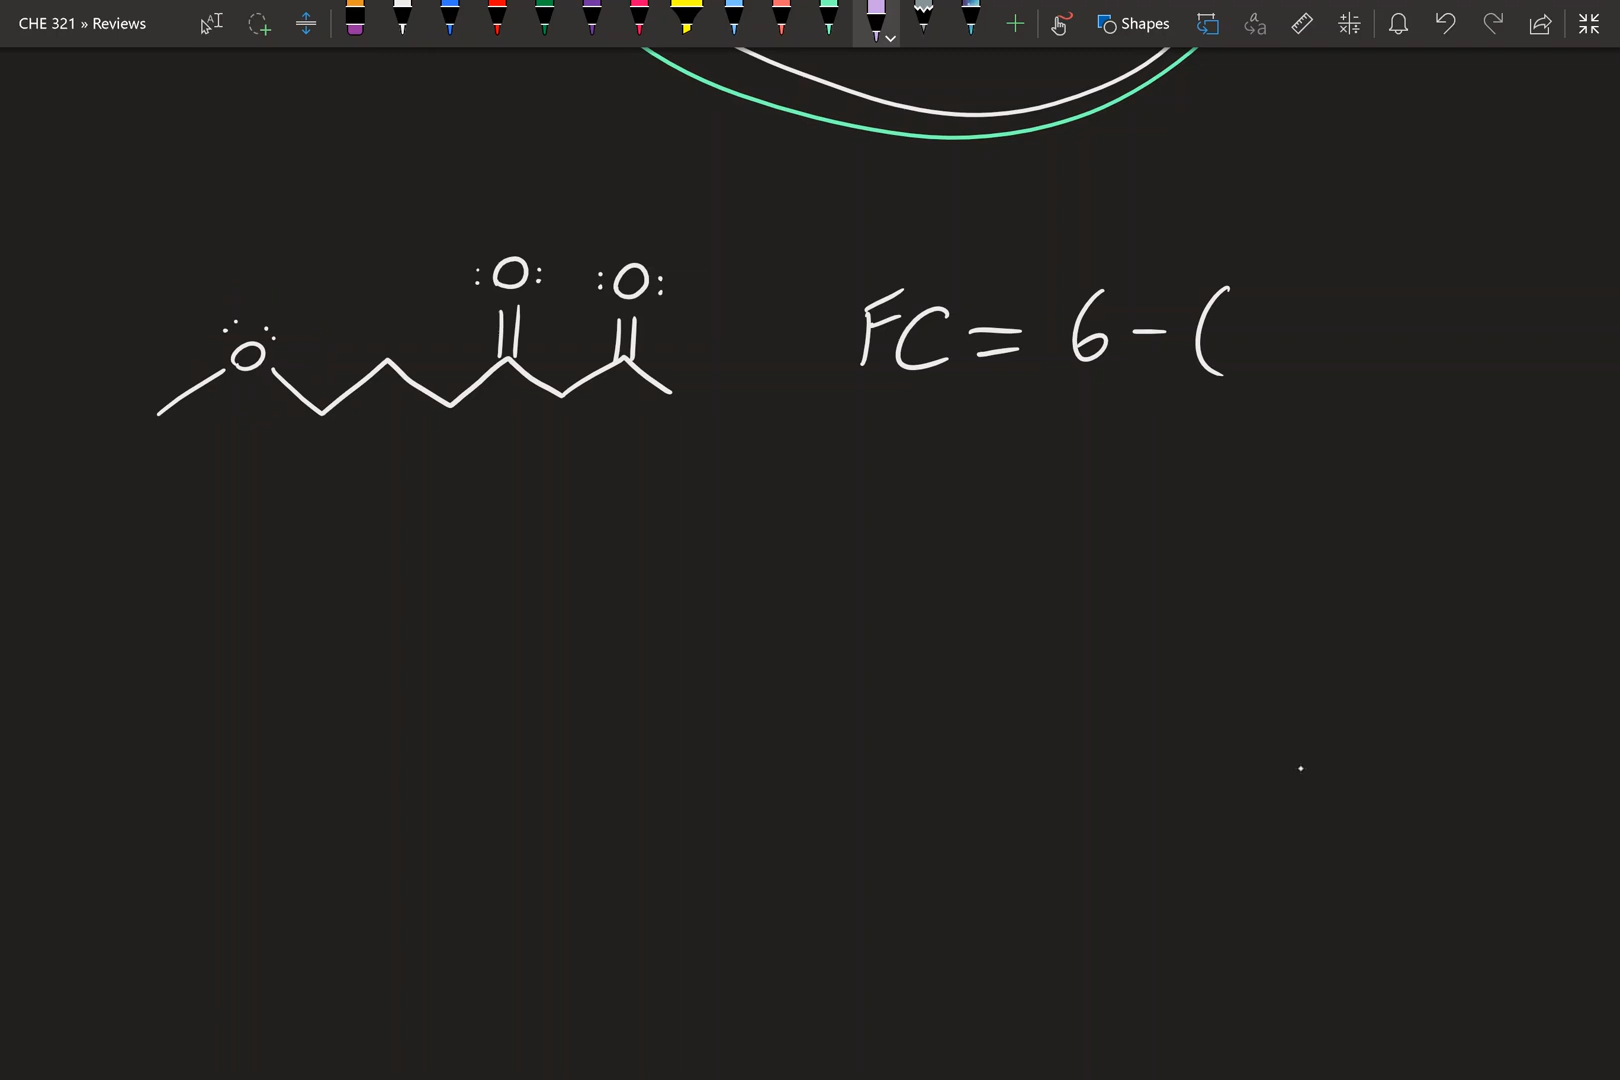 CHE 321 » Reviews
Shapes
:O: :O:
O
FC = 6 - (